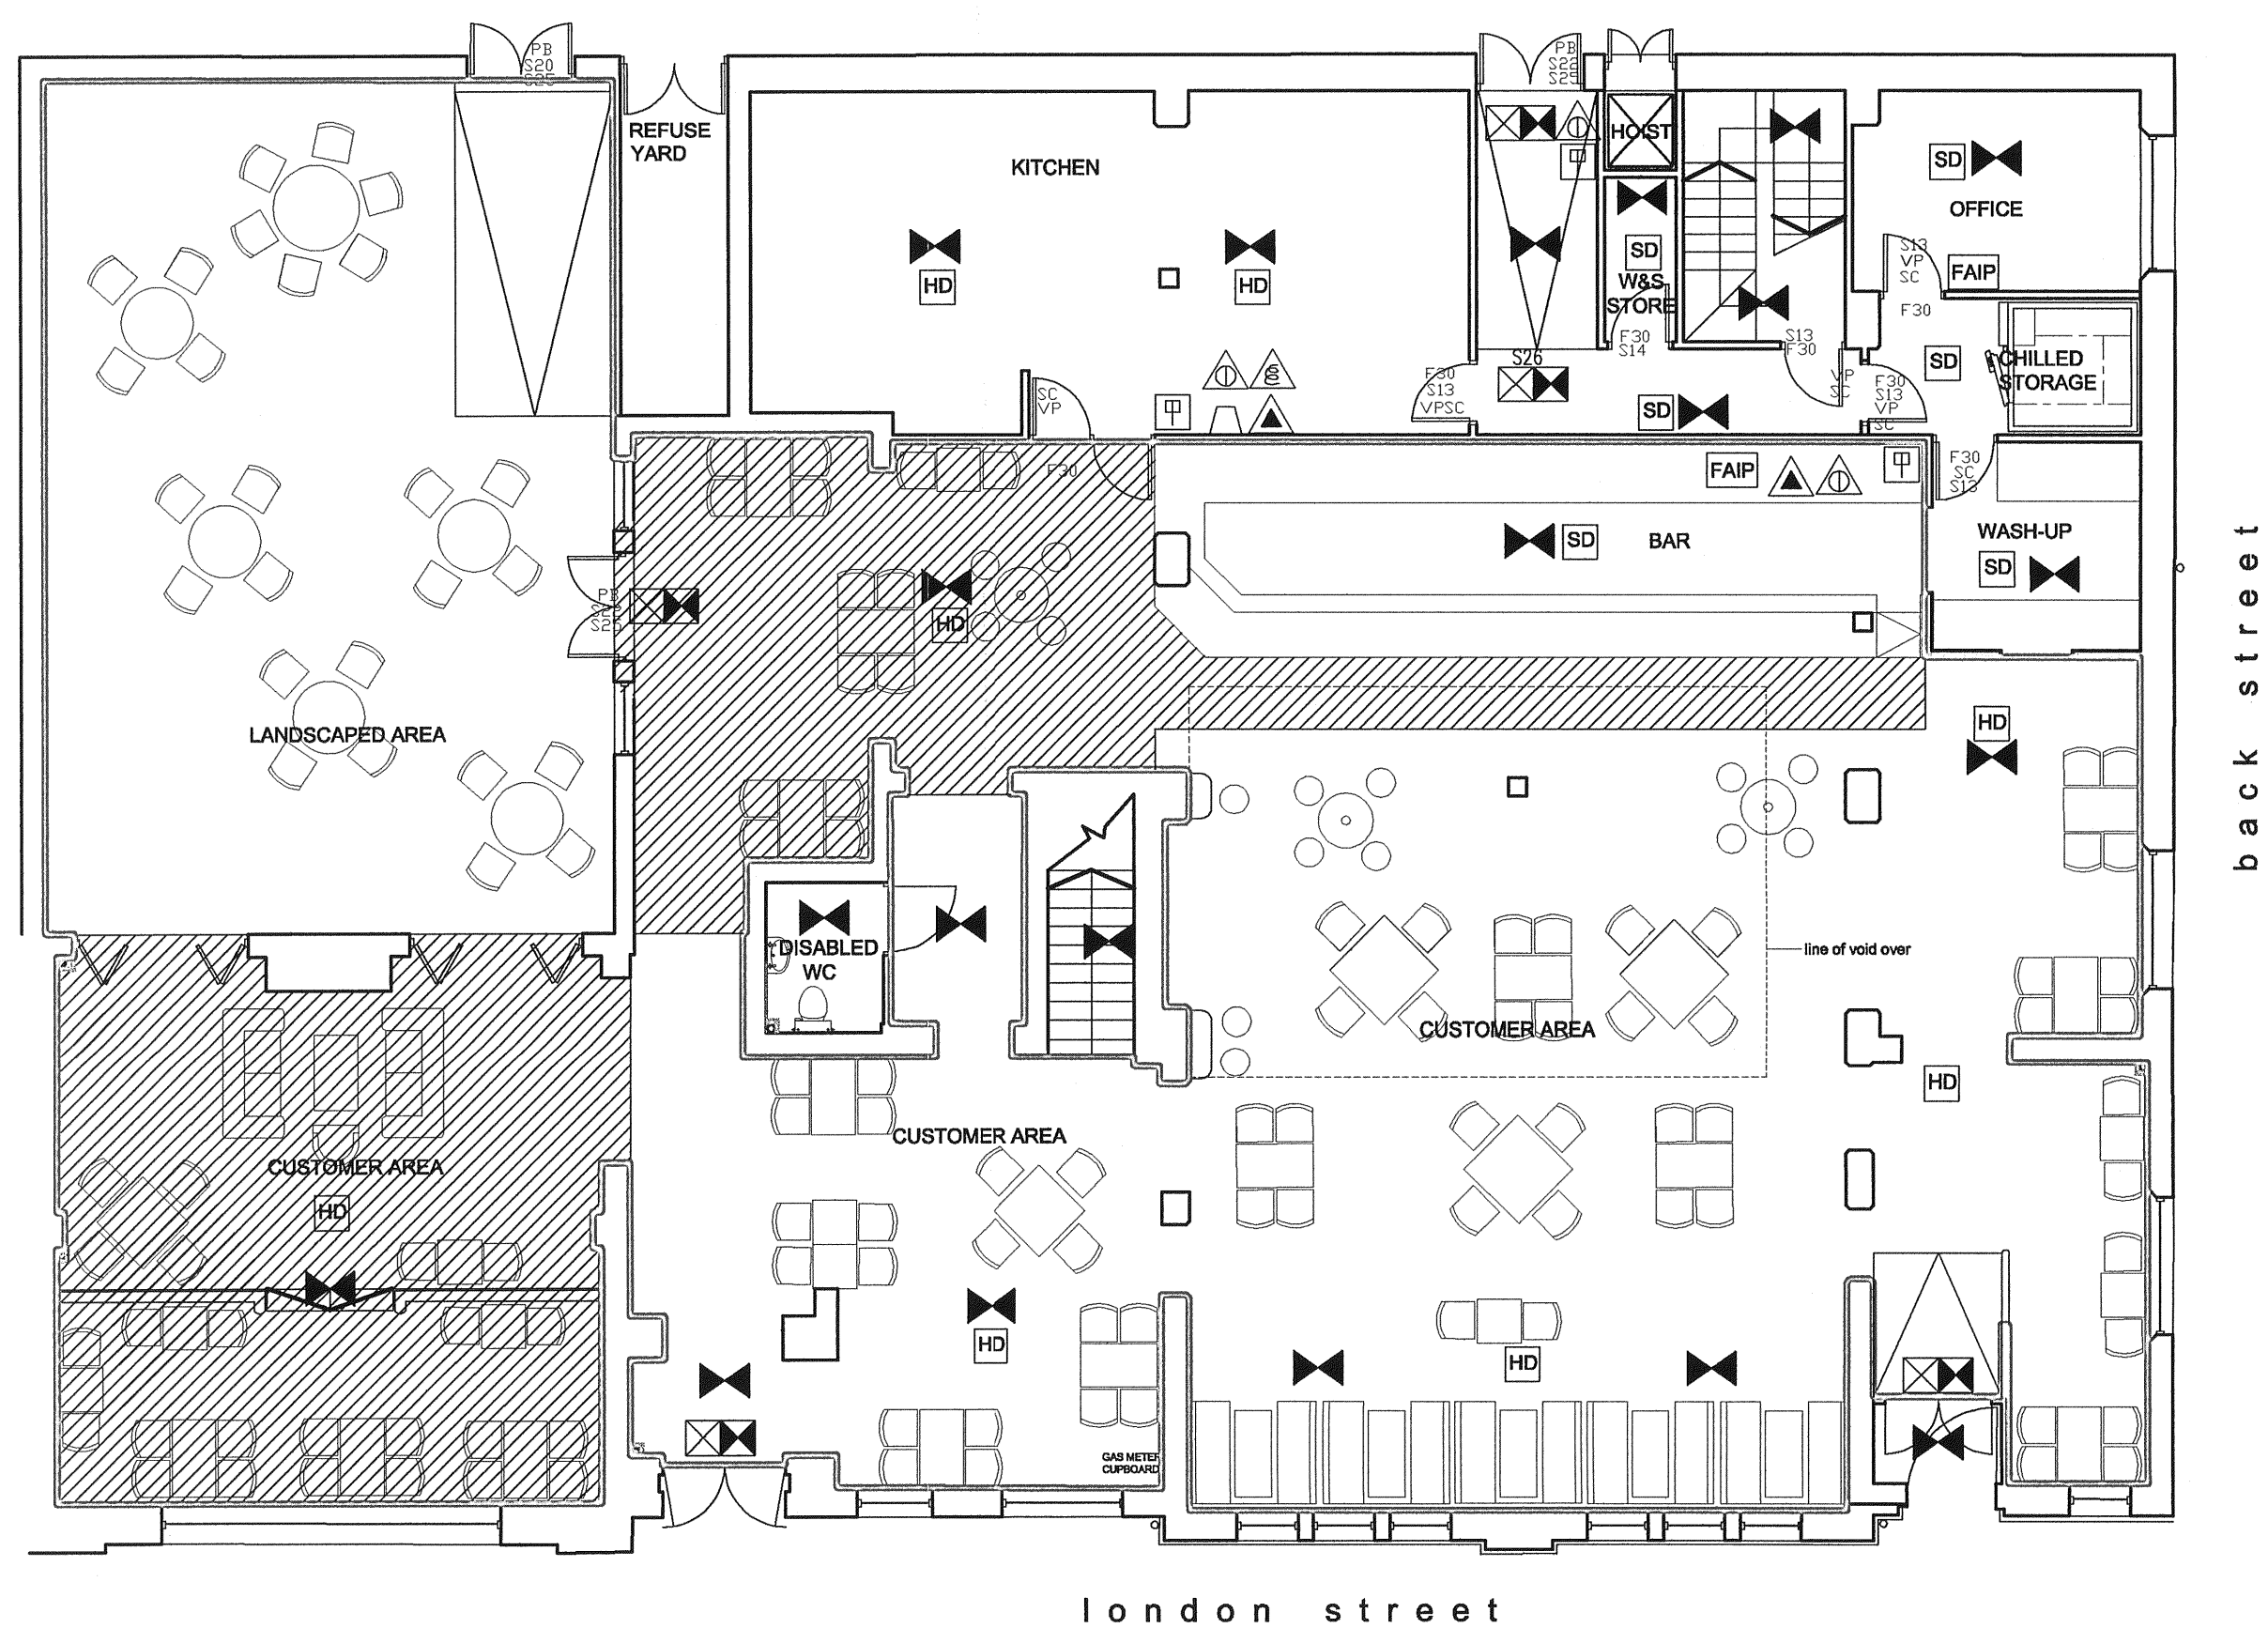 PB
S20
S25
PB
S22
S25
REFUSE
YARD
KITCHEN
HOIST
SD
OFFICE
SD
W&S
STORE
HD
HD
S13
VP
SC
FAIP
F30
F30
S14
S13
F30
S26
SD
CHILLED
STORAGE
F30
S13
VPSC
VP
SC
F30
S13
VP
SC
SC
VP
SD
F30
FAIP
F30
SC
S13
SD
BAR
WASH-UP
SD
PB
S25
HD
LANDSCAPED AREA
HD
back street
DISABLED
WC
line of void over
CUSTOMER AREA
HD
CUSTOMER AREA
CUSTOMER AREA
HD
HD
HD
GAS METER
CUPBOARD
london street